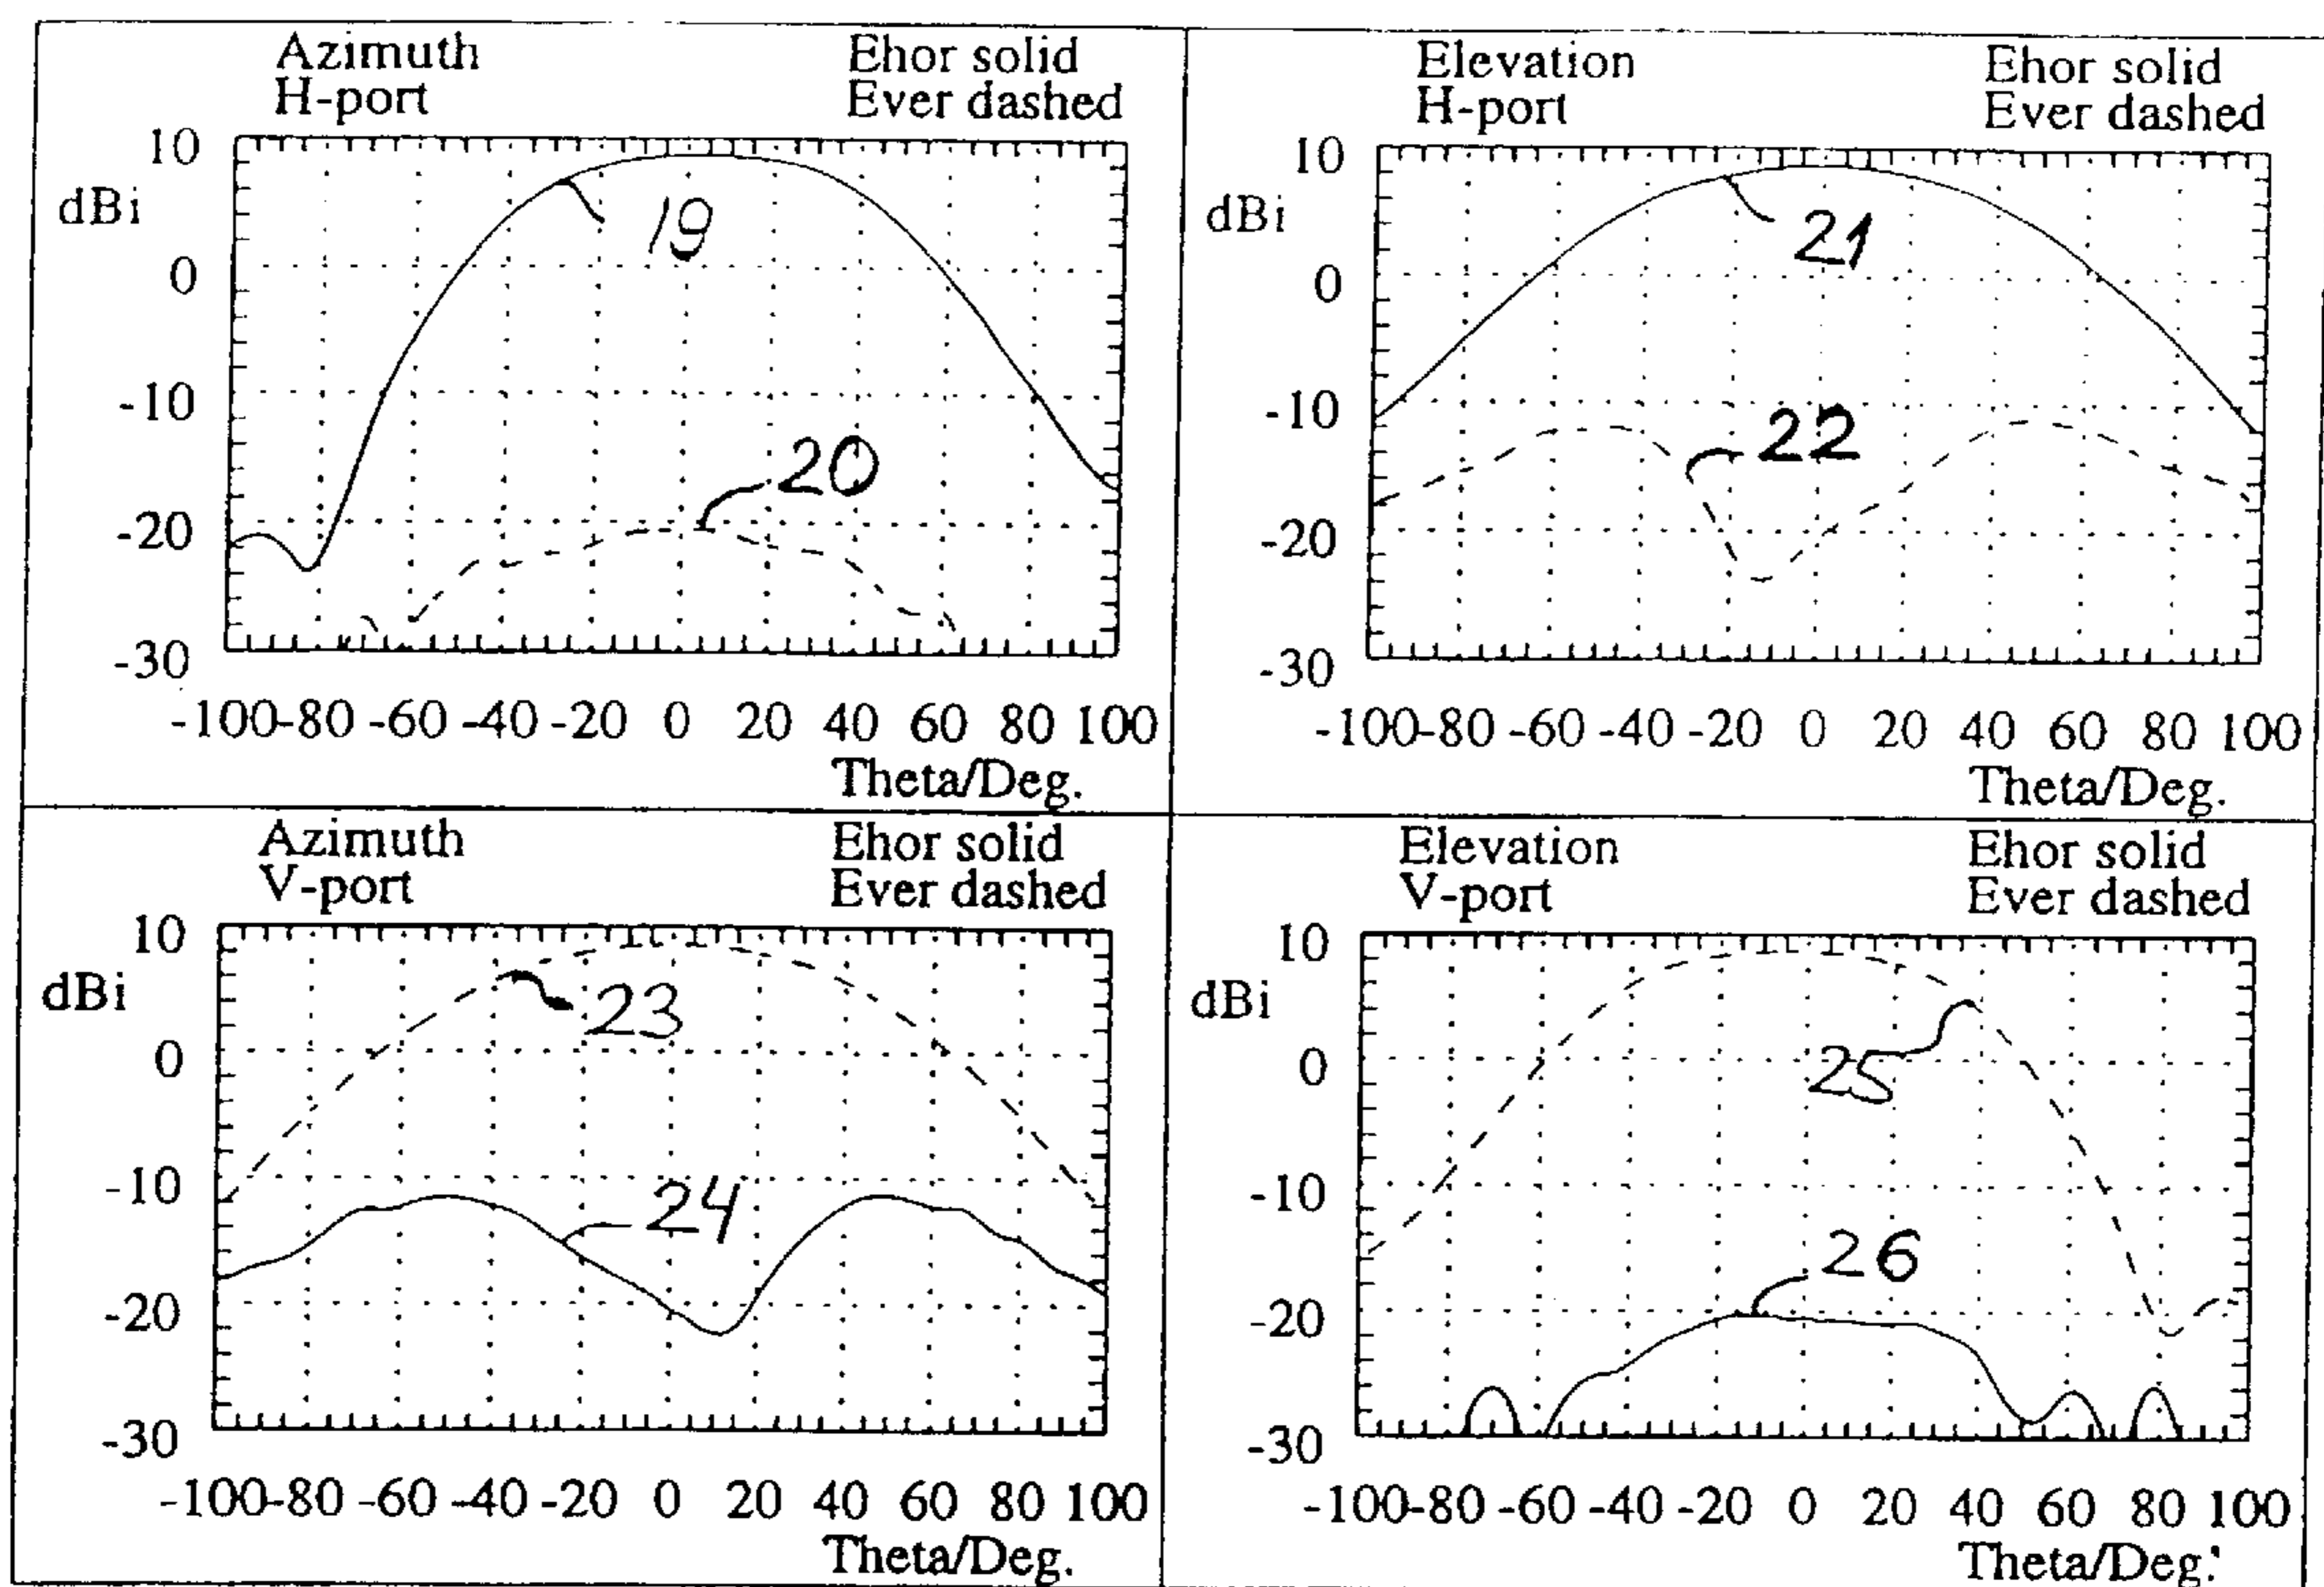 Azimuth
H-port
Ehor solid
Ever dashed
10
dBi
0
-10
-20
-30
19
20
-100-80 -60 -40 -20 0 20 40 60 80 100
Theta/Deg.
Elevation
H-port
Ehor solid
Ever dashed
10
dBi
0
-10
-20
-30
21
22
-100-80 -60 -40 -20 0 20 40 60 80 100
Theta/Deg.
Azimuth
V-port
Ehor solid
Ever dashed
10
dBi
0
-10
-20
-30
23
24
-100-80 -60 -40 -20 0 20 40 60 80 100
Theta/Deg.
Elevation
V-port
Ehor solid
Ever dashed
10
dBi
0
-10
-20
-30
25
26
-100-80 -60 -40 -20 0 20 40 60 80 100
Theta/Deg.